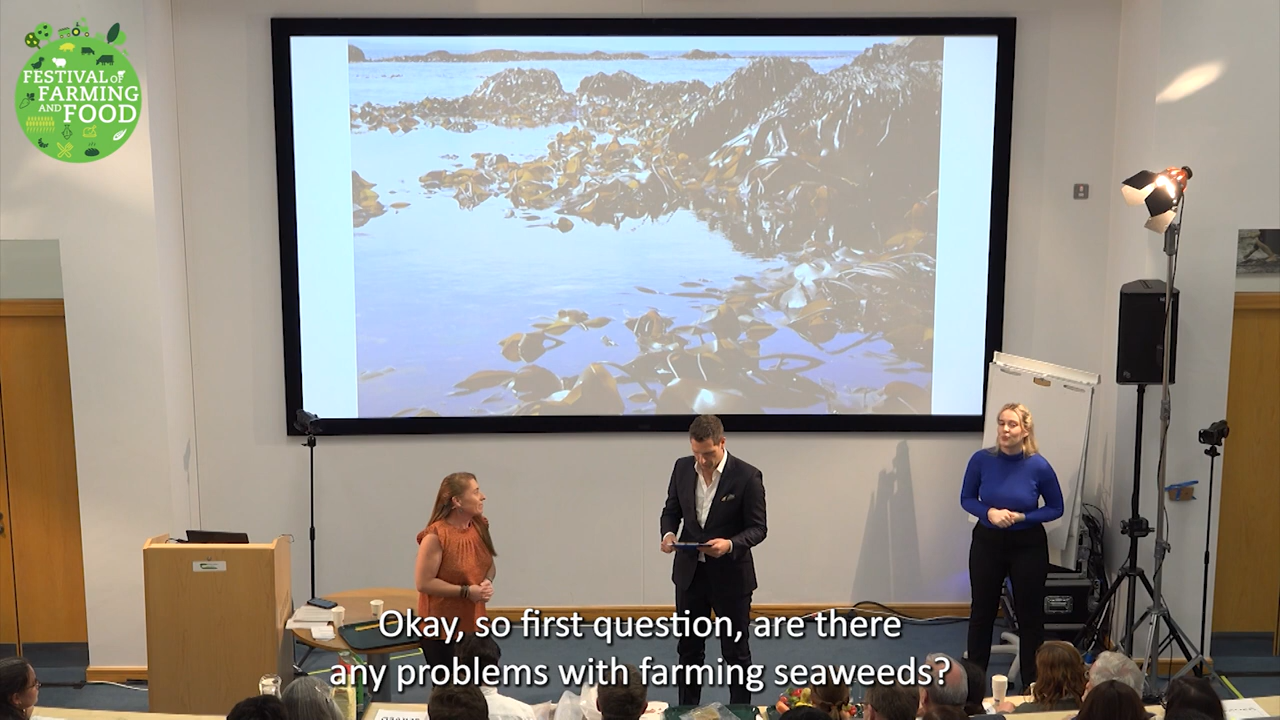 FESTIVAL OF
FARMING
AND FOOD
Okay, so first question, are there
any problems with farming seaweeds?